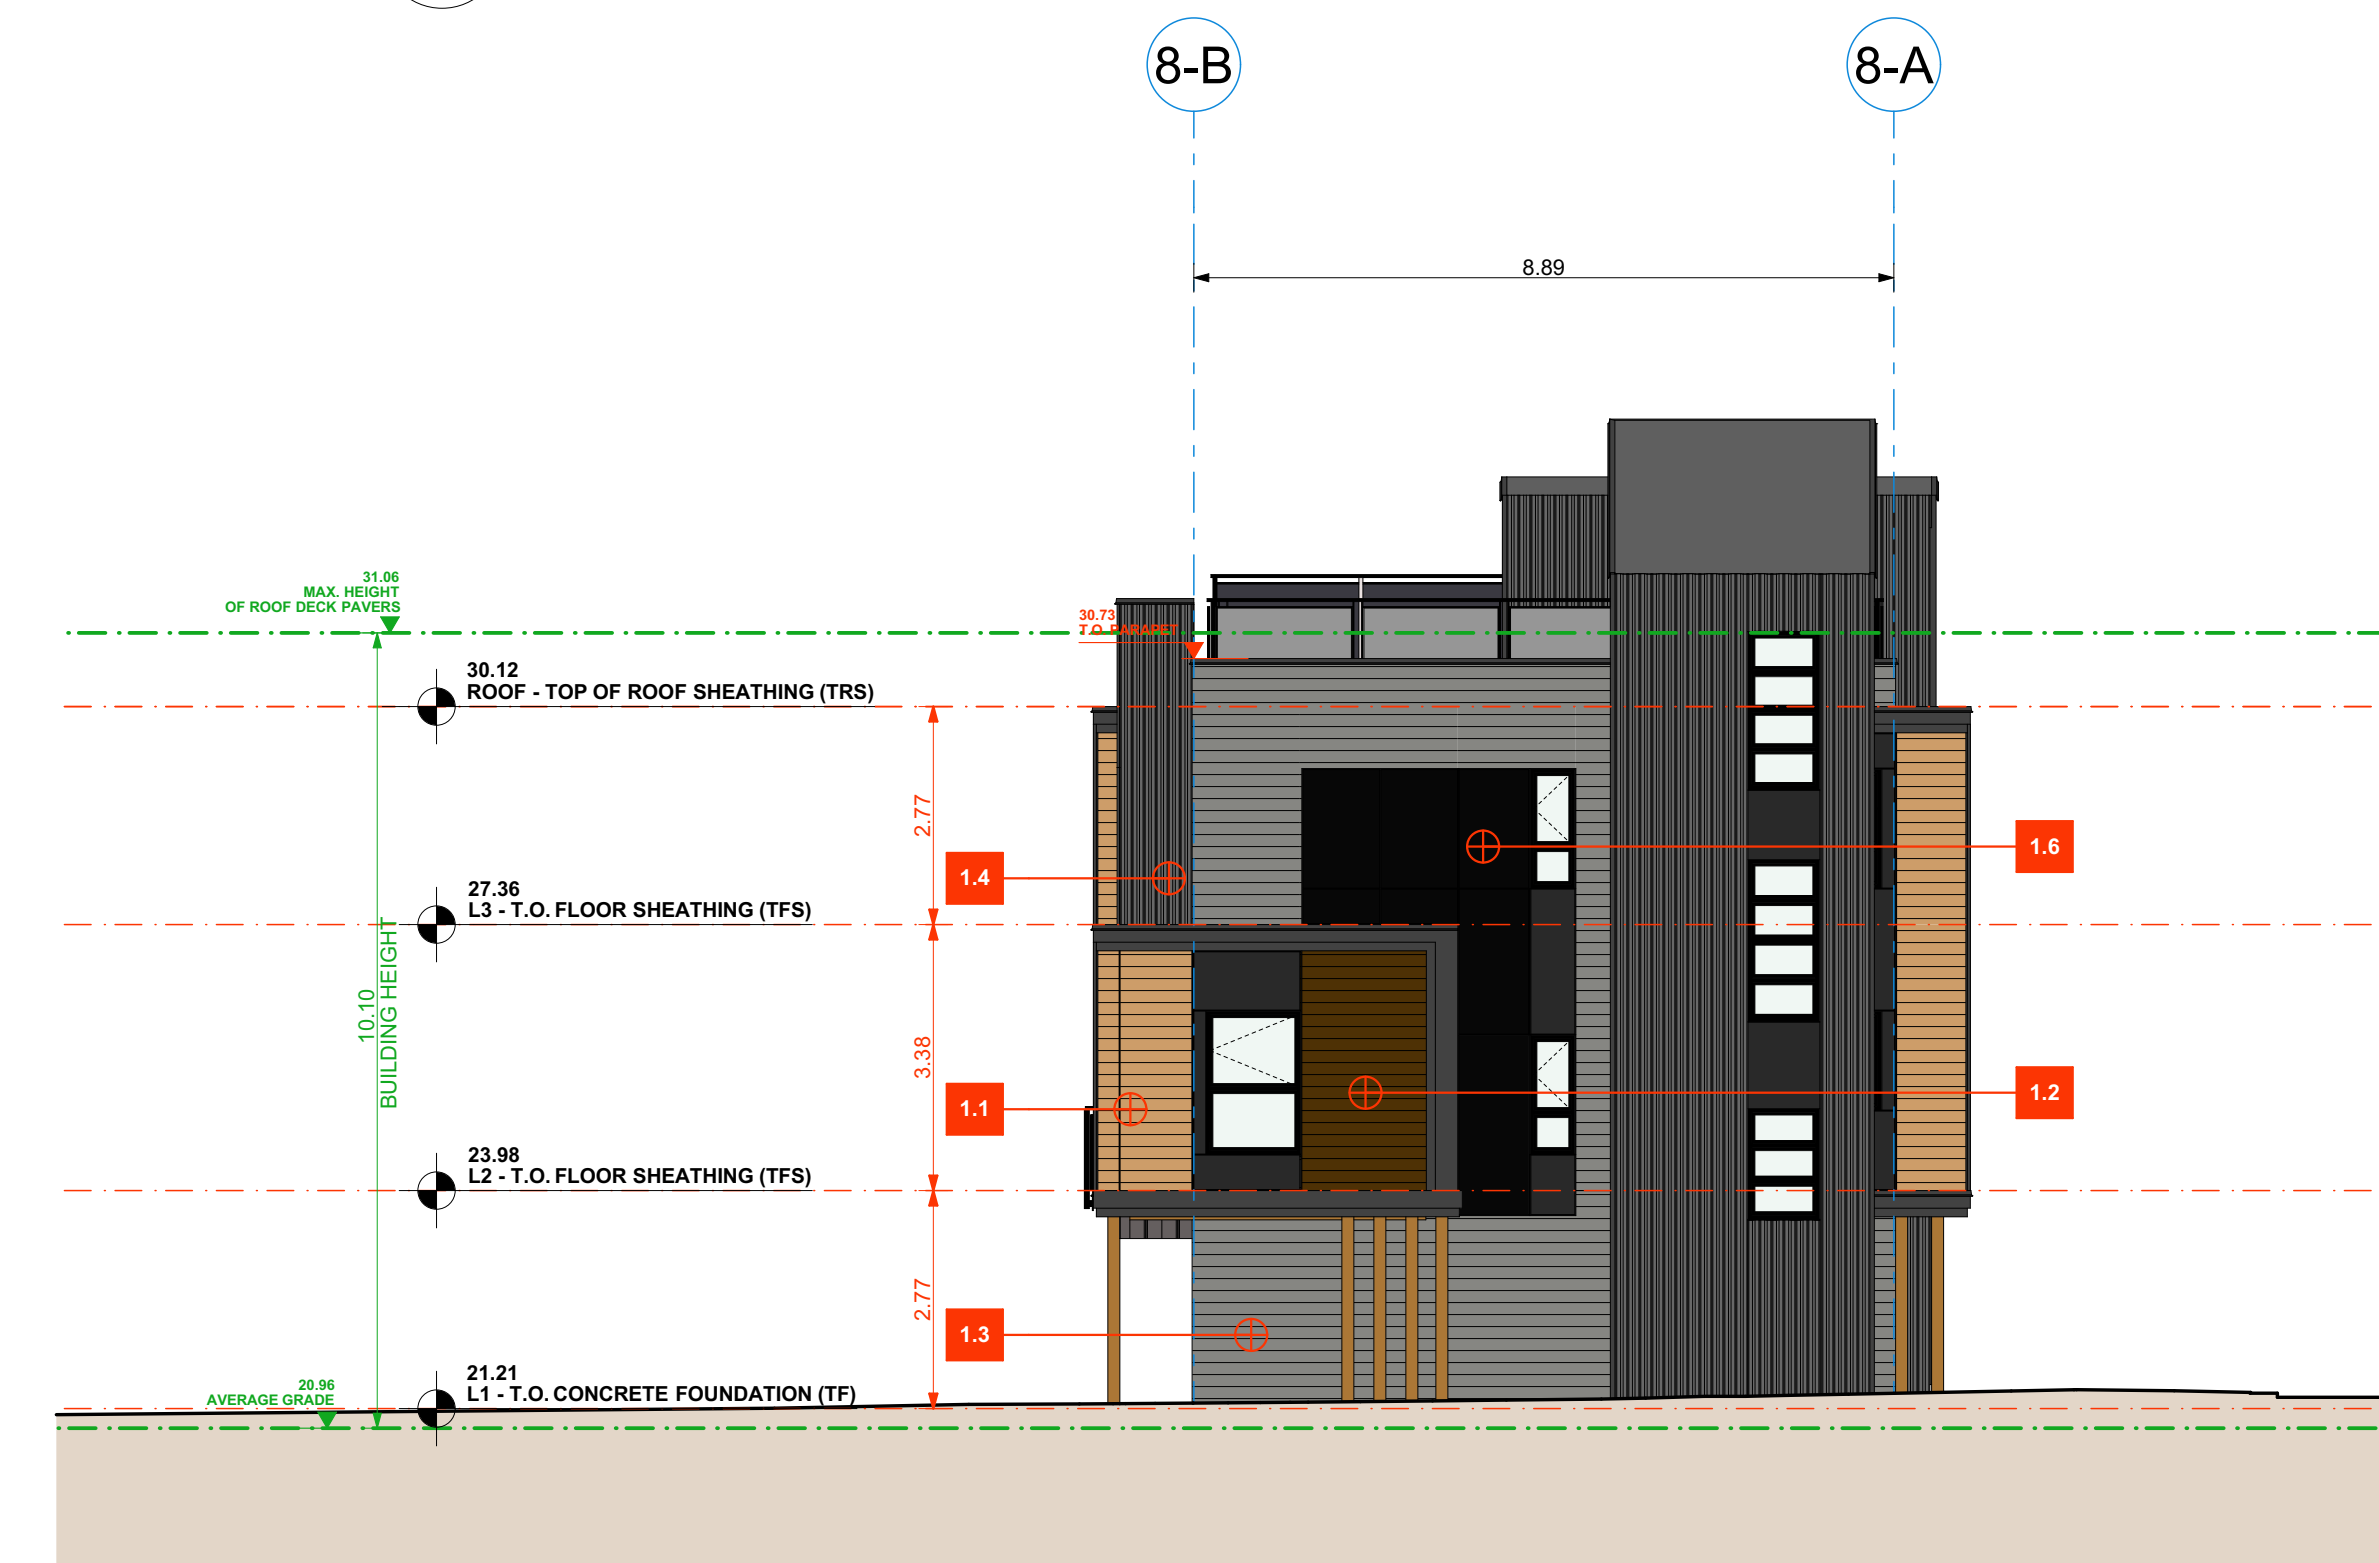 8-B
8-A
8.89
31.06
MAX. HEIGHT
OF ROOF DECK PAVERS
30.73
T.O. PARAPET
30.12
ROOF - TOP OF ROOF SHEATHING (TRS)
2.77
1.6
1.4
27.36
L3 - T.O. FLOOR SHEATHING (TFS)
10.10
BUILDING HEIGHT
3.38
1.2
1.1
23.98
L2 - T.O. FLOOR SHEATHING (TFS)
2.77
1.3
21.21
L1 - T.O. CONCRETE FOUNDATION (TF)
20.96
AVERAGE GRADE